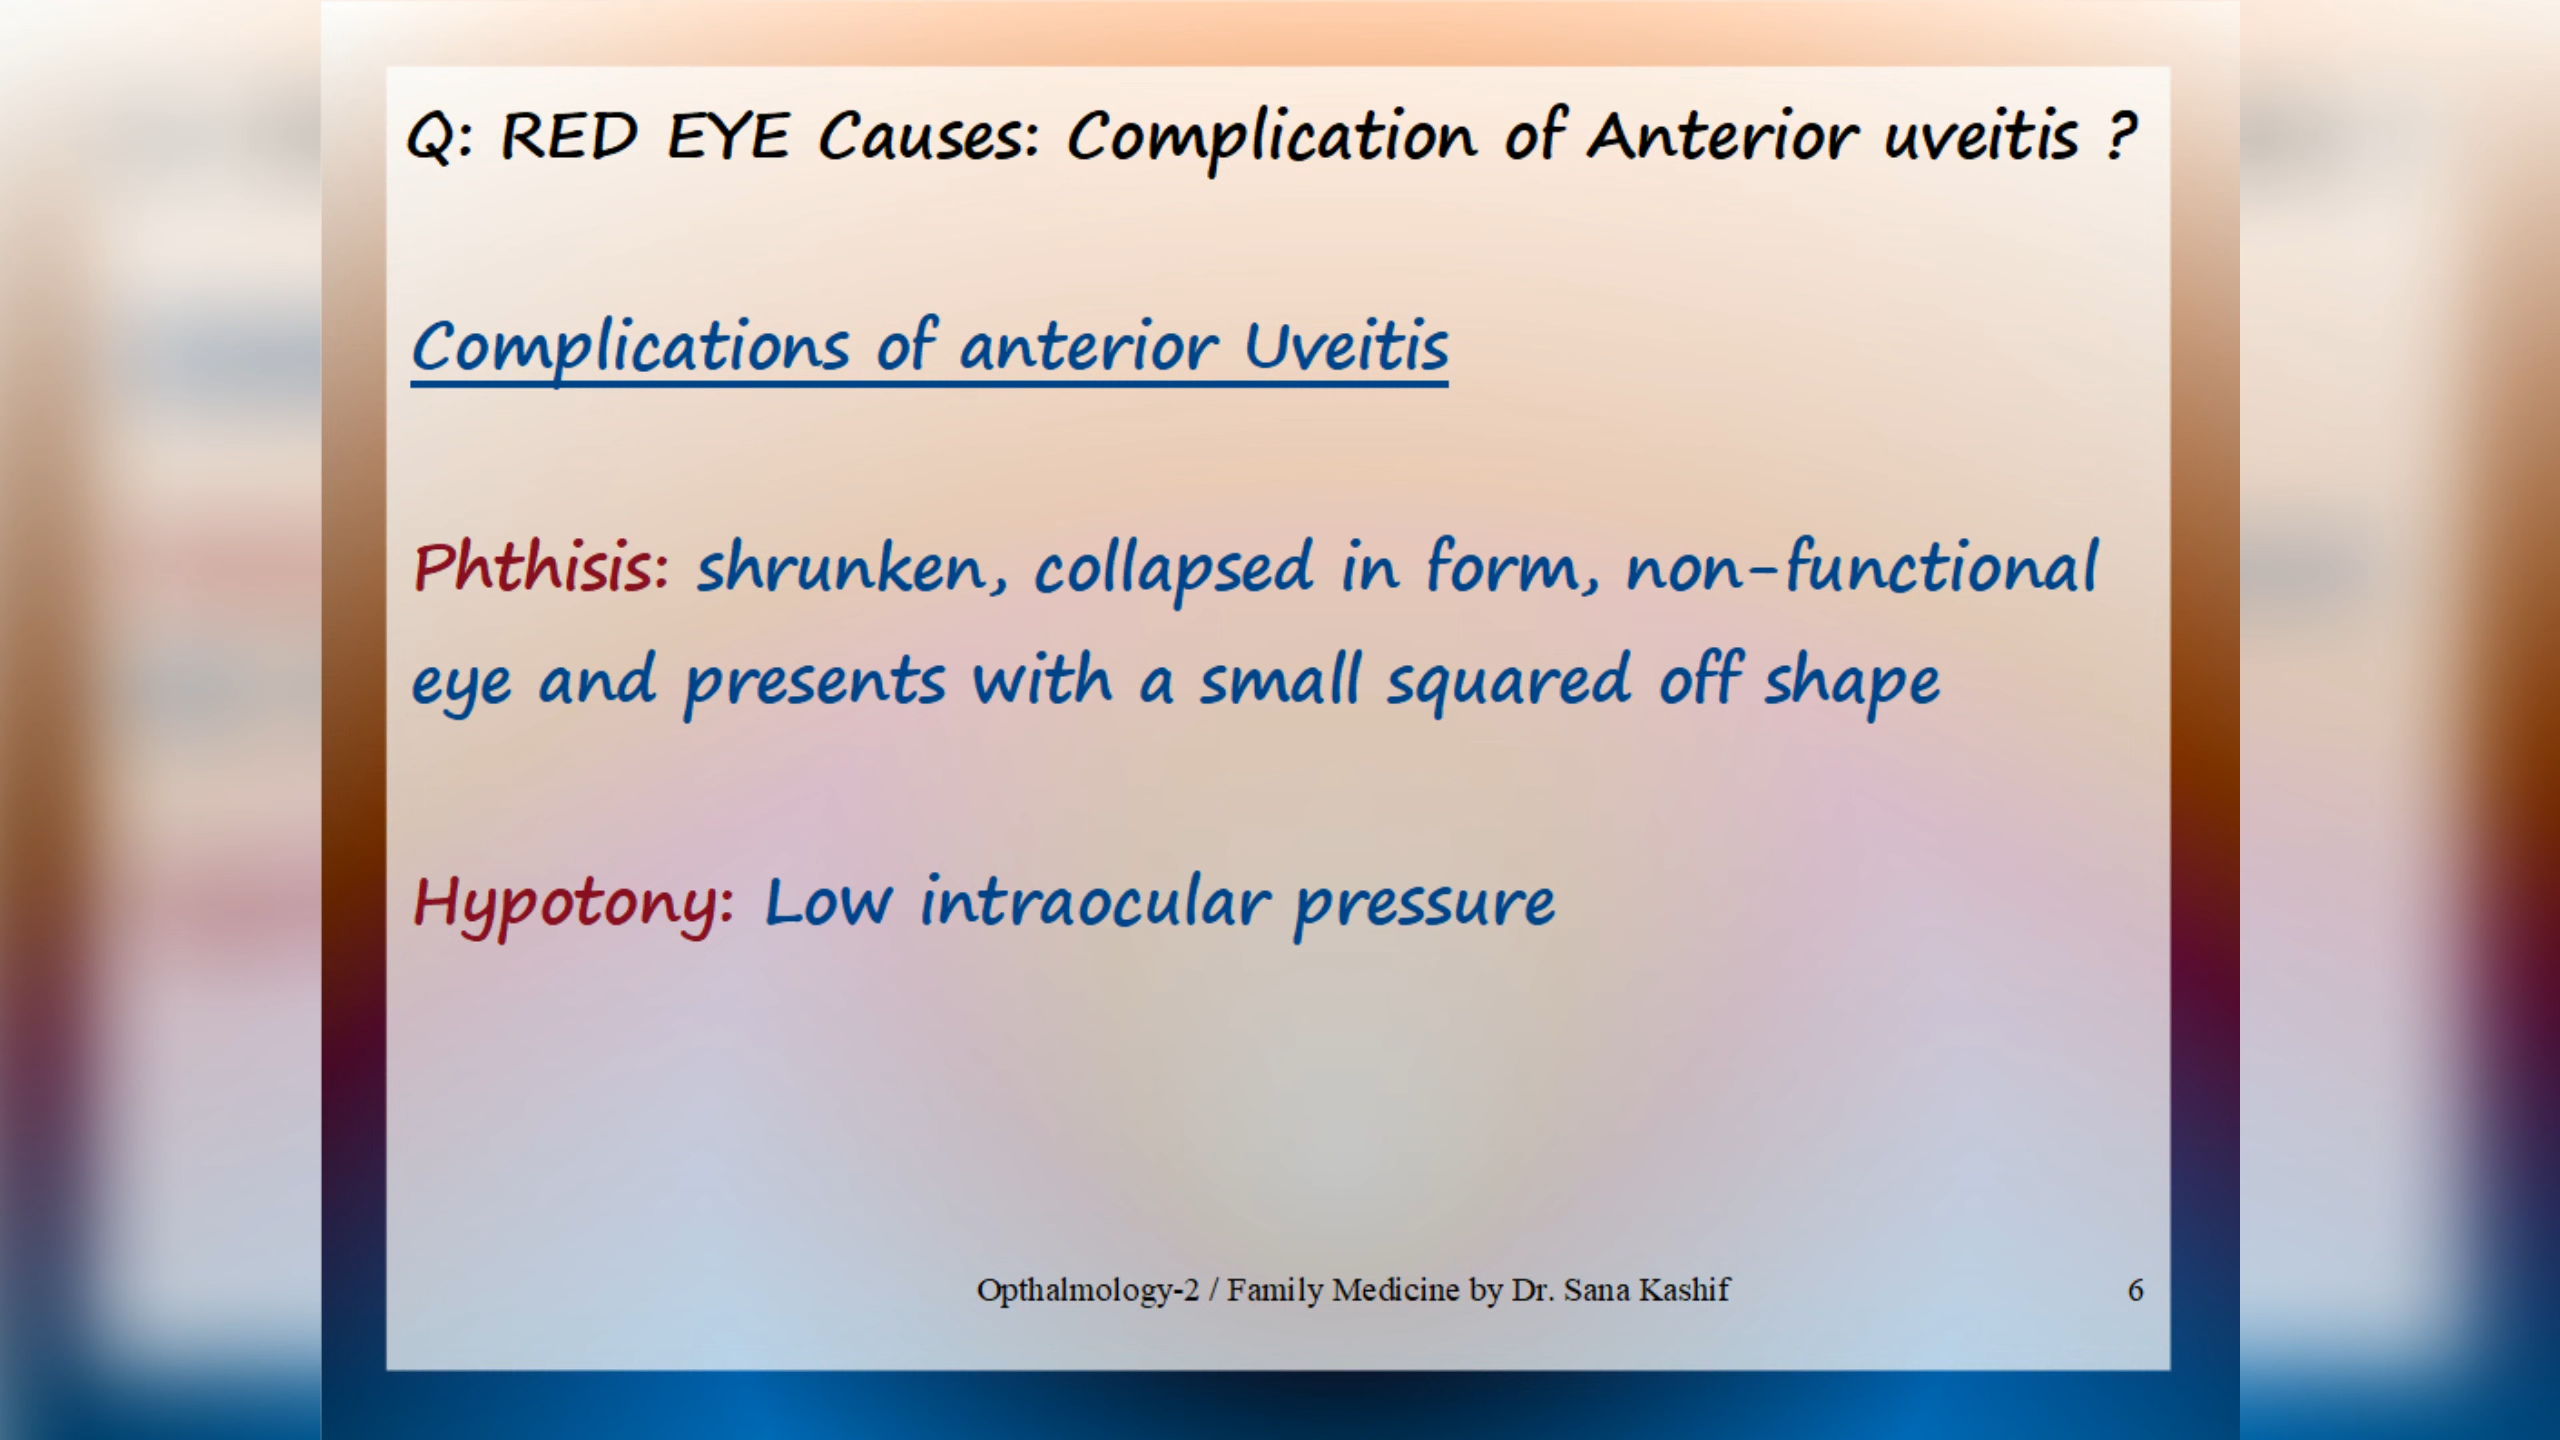 Q: RED EYE Causes: Complication of Anterior uveitis ?
Complications of anterior Uveitis
Phthisis: shrunken, collapsed in form, non-functional
eye and presents with a small squared off shape
Hypotony: Low intraocular pressure
Opthalmology-2 / Family Medicine by Dr. Sana Kashif
6